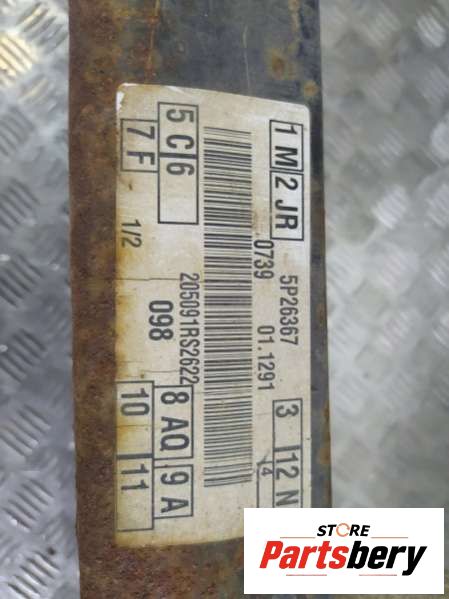 1 M 2 JR 3 12 N
4
5P26367 01.1291
0739
5 C 6
7 F
205091RS2622
098
1/2
8 AQ 9 A
10 11
STORE
Partsbery